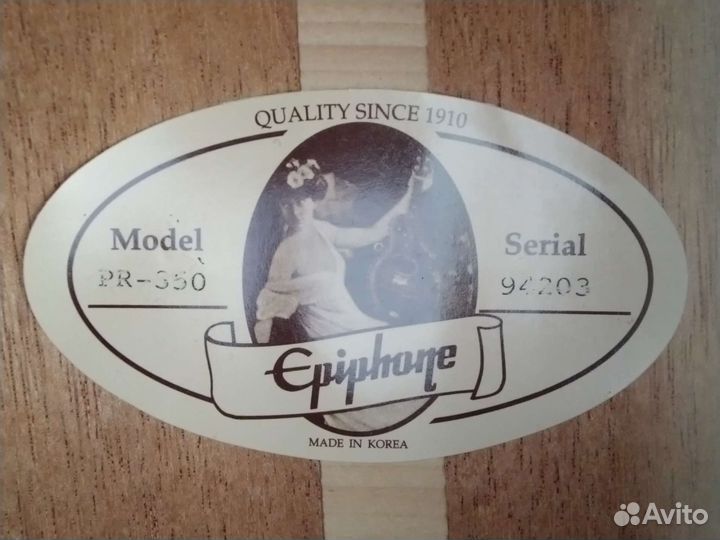 QUALITY SINCE 1910
Model
PR-350
Serial
94203
Epiphone
MADE IN KOREA
Avito